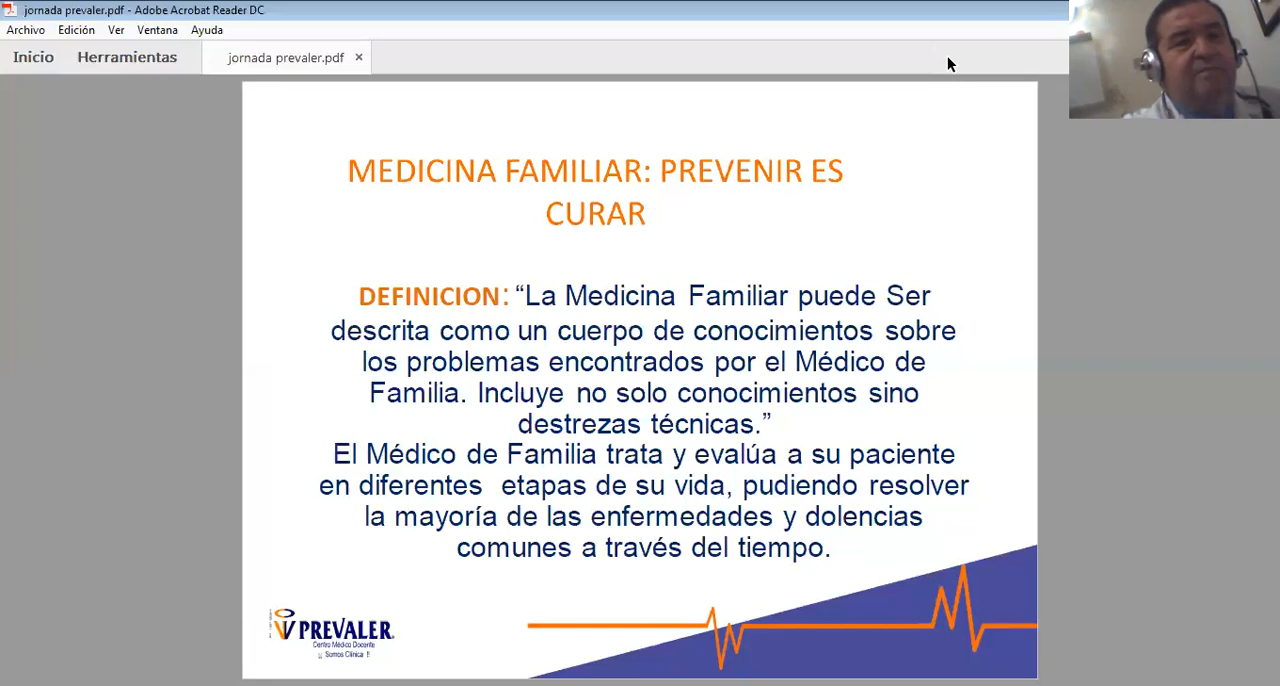 jornada prevaler.pdf - Adobe Acrobat Reader DC
Archivo Edición Ver Ventana Ayuda
Inicio Herramientas jornada prevaler.pdf ×
MEDICINA FAMILIAR: PREVENIR ES
CURAR
DEFINICION: “La Medicina Familiar puede Ser
descrita como un cuerpo de conocimientos sobre
los problemas encontrados por el Médico de
Familia. Incluye no solo conocimientos sino
destrezas técnicas.”
El Médico de Familia trata y evalúa a su paciente
en diferentes etapas de su vida, pudiendo resolver
la mayoría de las enfermedades y dolencias
comunes a través del tiempo.
PREVALER
Centro Médico Docente
¡¡ Somos Clínica !!